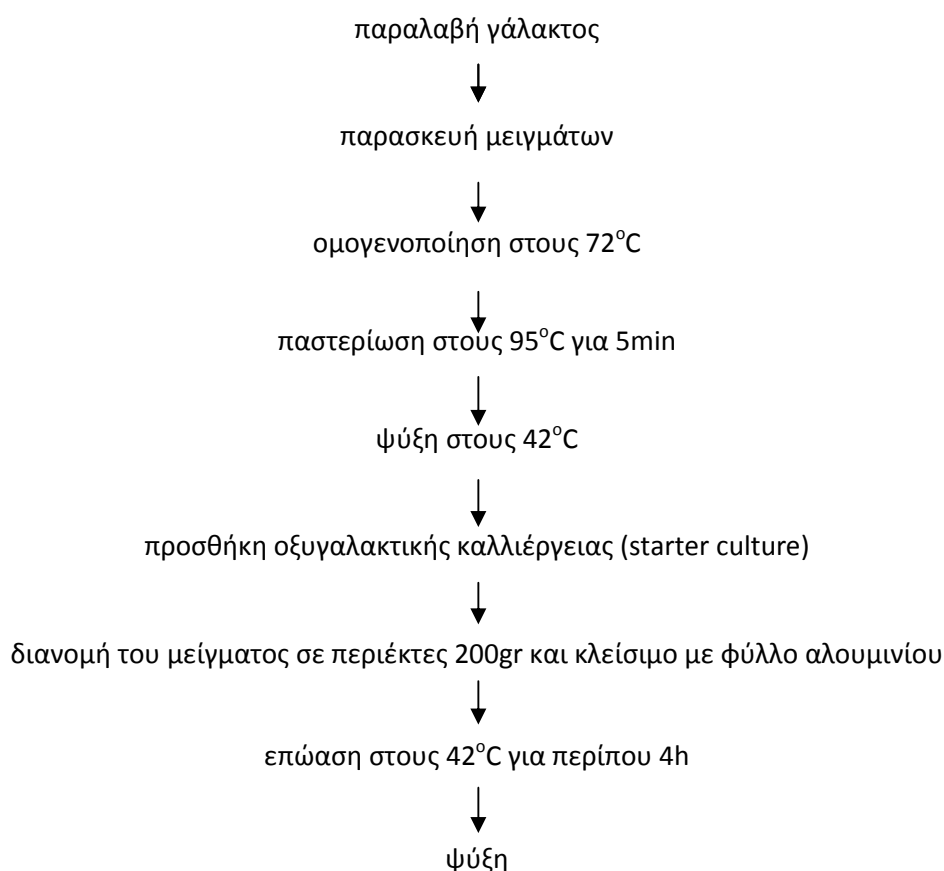 παραλαβή γάλακτος
παρασκευή μειγμάτων
ομογενοποίηση στους 72°C
παστερίωση στους 95°C για 5min
ψύξη στους 42°C
προσθήκη οξυγαλακτικής καλλιέργειας (starter culture)
διανομή του μείγματος σε περιέκτες 200gr και κλείσιμο με φύλλο αλουμινίου
επώαση στους 42°C για περίπου 4h
ψύξη